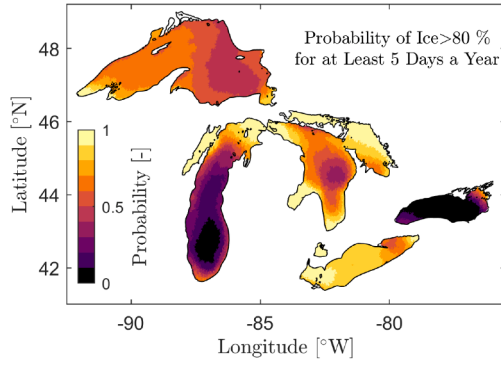 Probability of Ice>80 %
for at Least 5 Days a Year
48
46
44
42
Latitude [°N]
1
0.5
0
Probability [-]
-90
-85
-80
Longitude [°W]